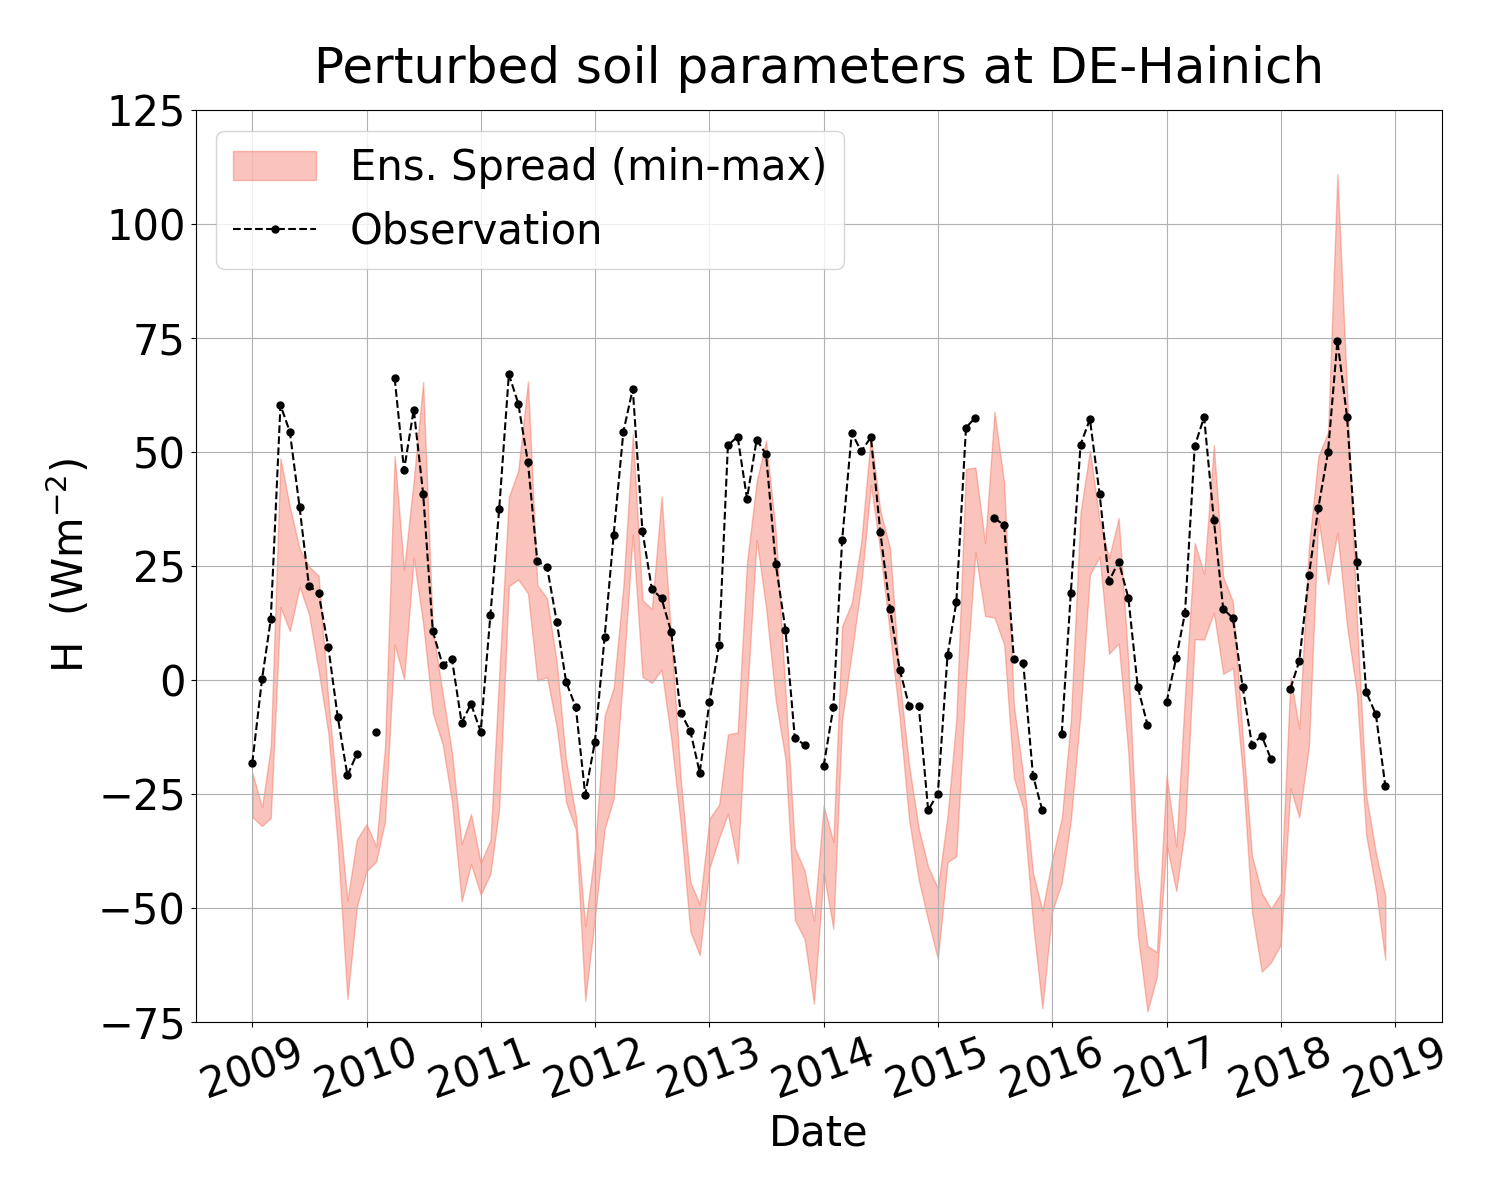 Perturbed soil parameters at DE-Hainich
125
100
75
50
25
0
−25
−50
−75
H (Wm⁻²)
Ens. Spread (min-max)
Observation
2009 2010 2011 2012 2013 2014 2015 2016 2017 2018 2019
Date